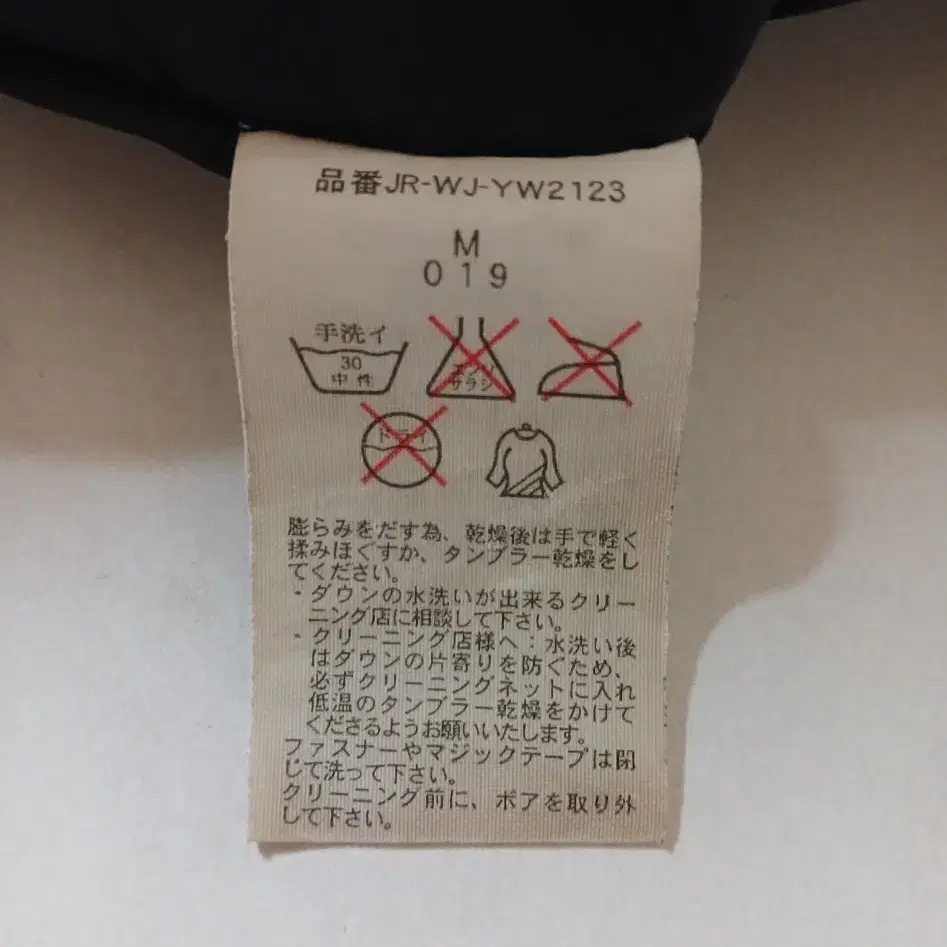 品番JR-WJ-YW2123
M
019
手洗イ
30
中性
エンソ
サラシ
ドライ
膨らみをだす為、乾燥後は手で軽く
揉みほぐすか、タンブラー乾燥をし
てください。
・ダウンの水洗いが出来るクリー
ニング店に相談して下さい。
・クリーニング店様へ：水洗い後
はダウンの片寄りを防ぐため、
必ずクリーニングネットに入れ
低温のタンブラー乾燥をかけて
くださるようお願いいたします。
ファスナーやマジックテープは閉
じて洗って下さい。
クリーニング前に、ボアを取り外
して下さい。